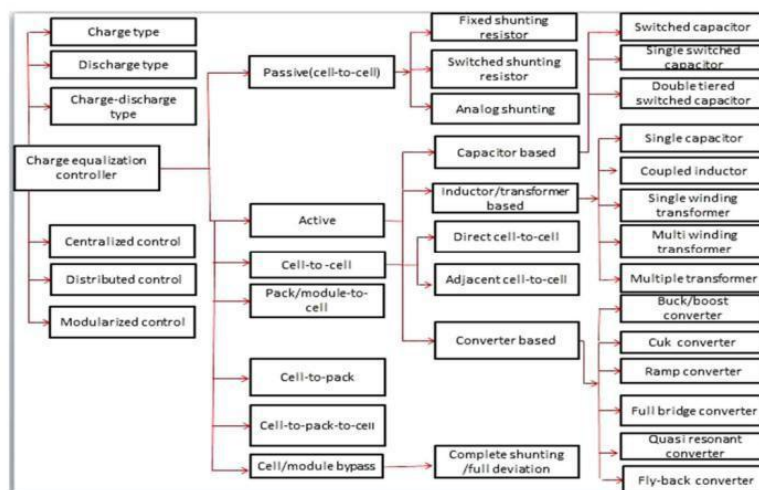 Charge type
Discharge type
Charge-discharge
type
Charge equalization
controller
Centralized control
Distributed control
Modularized control
Passive(cell-to-cell)
Active
Cell-to-cell
Pack/module-to-
cell
Cell-to-pack
Cell-to-pack-to-cell
Cell/module bypass
Fixed shunting
resistor
Switched shunting
resistor
Analog shunting
Capacitor based
Inductor/transformer
based
Direct cell-to-cell
Adjacent cell-to-cell
Converter based
Complete shunting
/full deviation
Switched capacitor
Single switched
capacitor
Double tiered
switched capacitor
Single capacitor
Coupled inductor
Single winding
transformer
Multi winding
transformer
Multiple transformer
Buck/boost
converter
Cuk converter
Ramp converter
Full bridge converter
Quasi resonant
converter
Fly-back converter